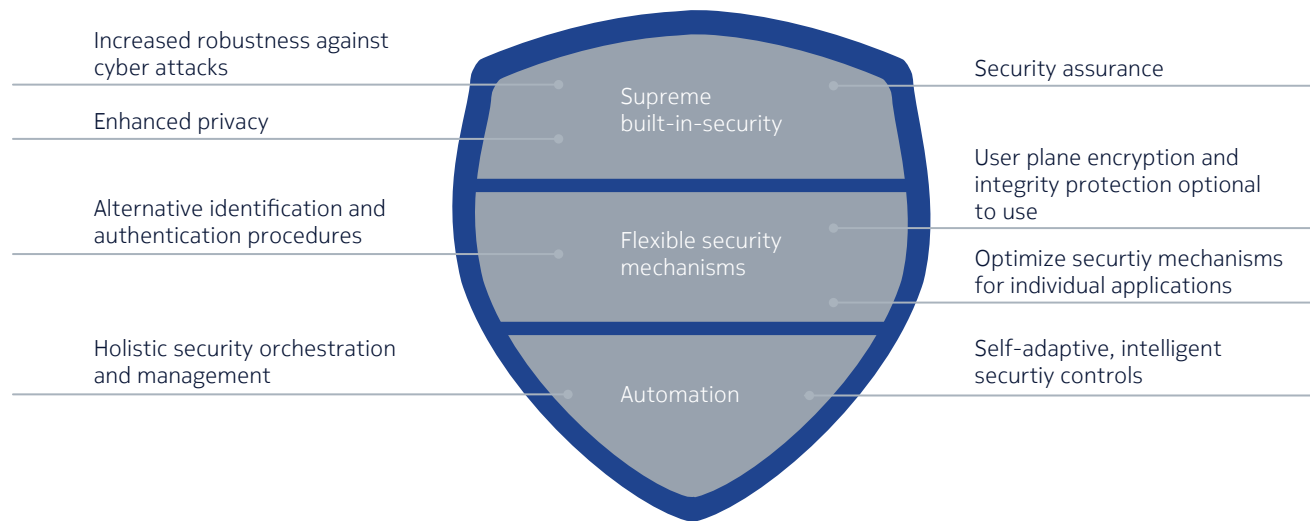 Increased robustness against
cyber attacks
Enhanced privacy
Alternative identification and
authentication procedures
Holistic security orchestration
and management
Supreme
built-in-security
Flexible security
mechanisms
Automation
Security assurance
User plane encryption and
integrity protection optional
to use
Optimize securtiy mechanisms
for individual applications
Self-adaptive, intelligent
securtiy controls